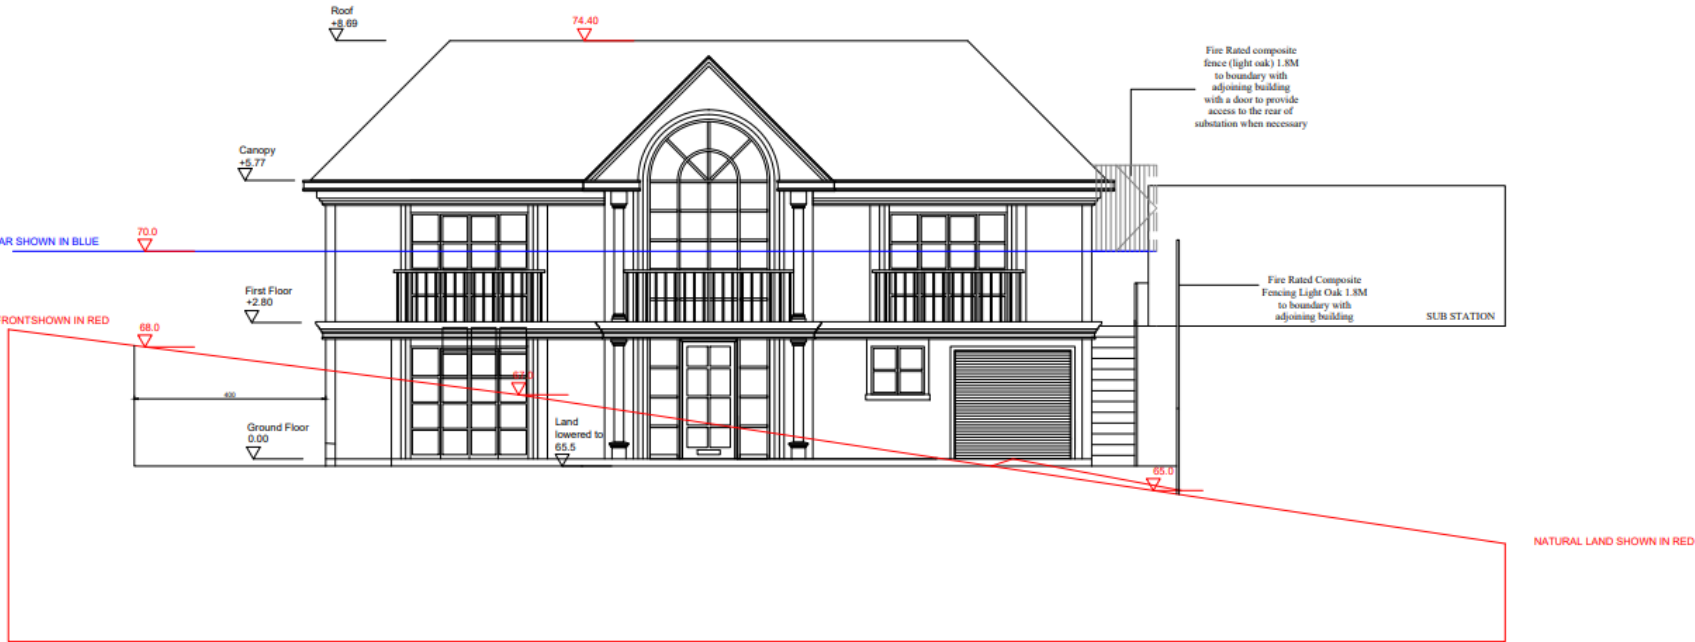 Roof
+8.69
74.40
Fire Rated composite
fence (light oak) 1.8M
to boundary with
adjoining building
with a door to provide
access to the rear of
substation when necessary
Canopy
+5.77
AR SHOWN IN BLUE
70.0
First Floor
+2.80
Fire Rated Composite
Fencing Light Oak 1.8M
to boundary with
adjoining building
SUB STATION
FRONTSHOWN IN RED
68.0
67.0
400
Ground Floor
0.00
Land
lowered to
65.5
65.0
NATURAL LAND SHOWN IN RED